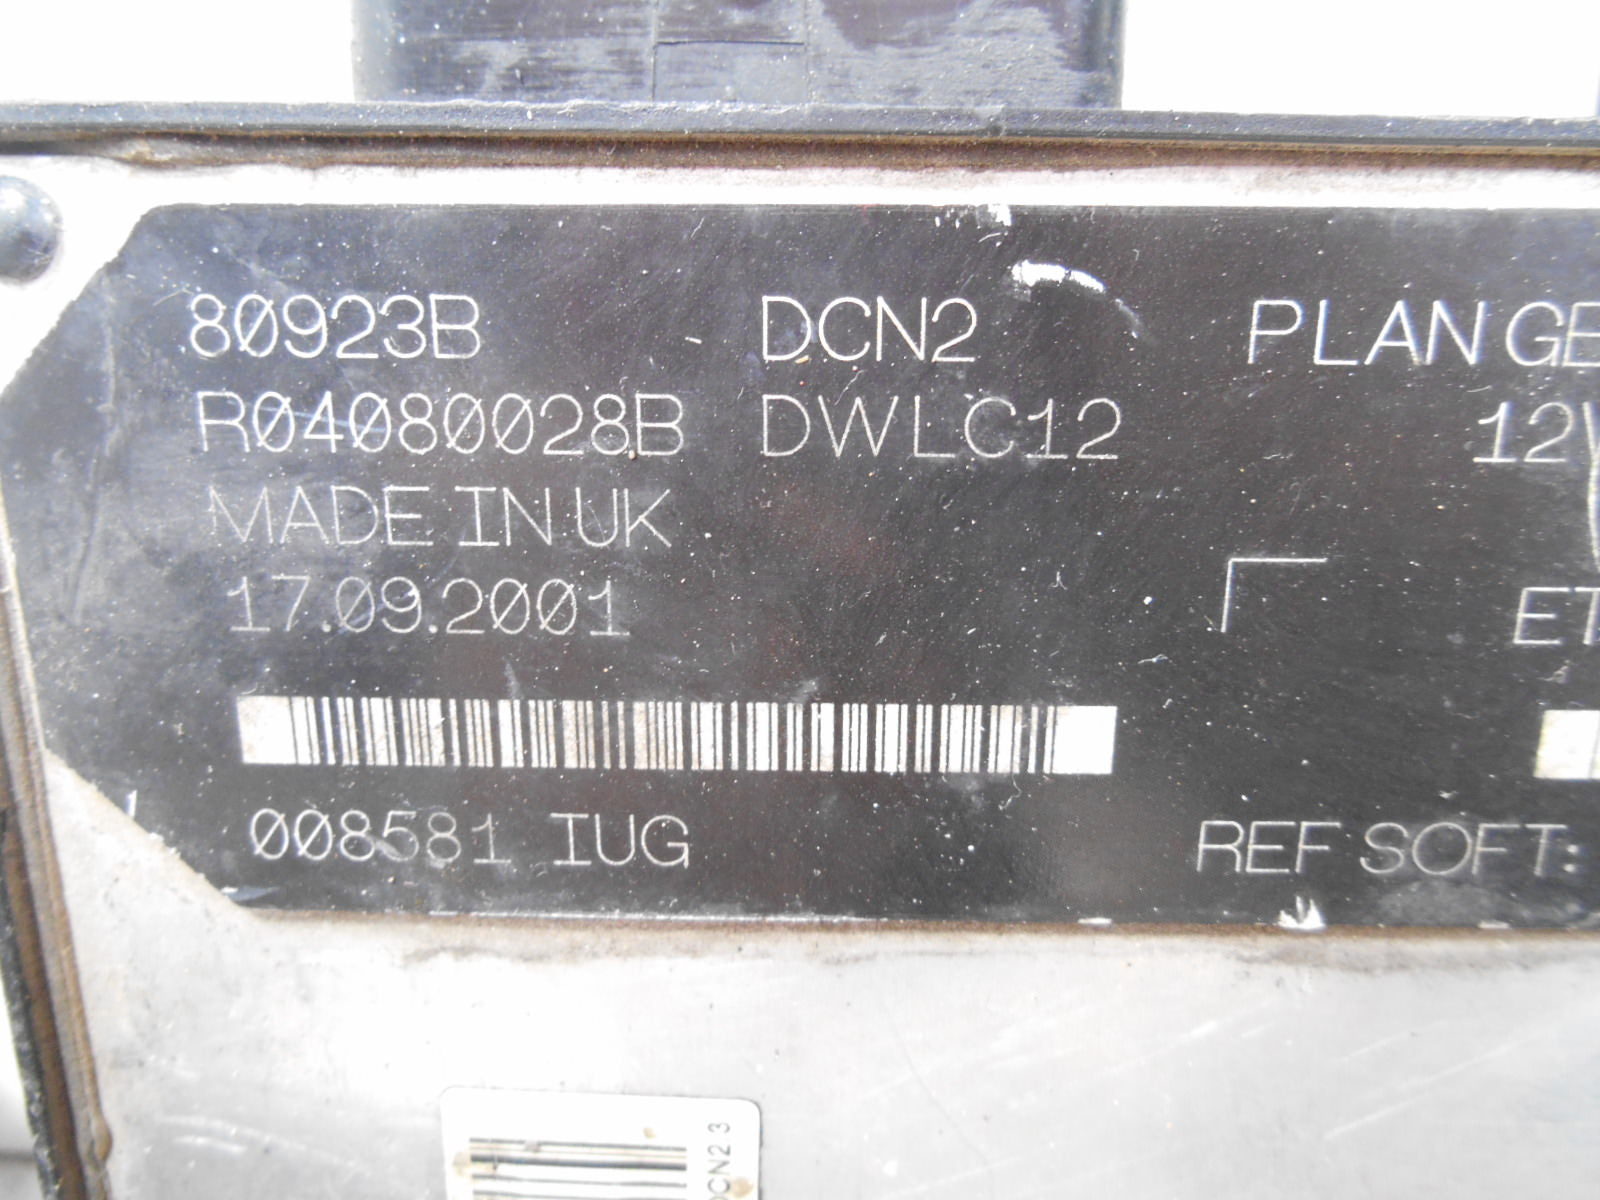 80923B DCN2 PLAN GE
R04080028B DWLC12 12V
MADE IN UK
17.09.2001
ET
008581 IUG REF SOFT:
DCN2 3